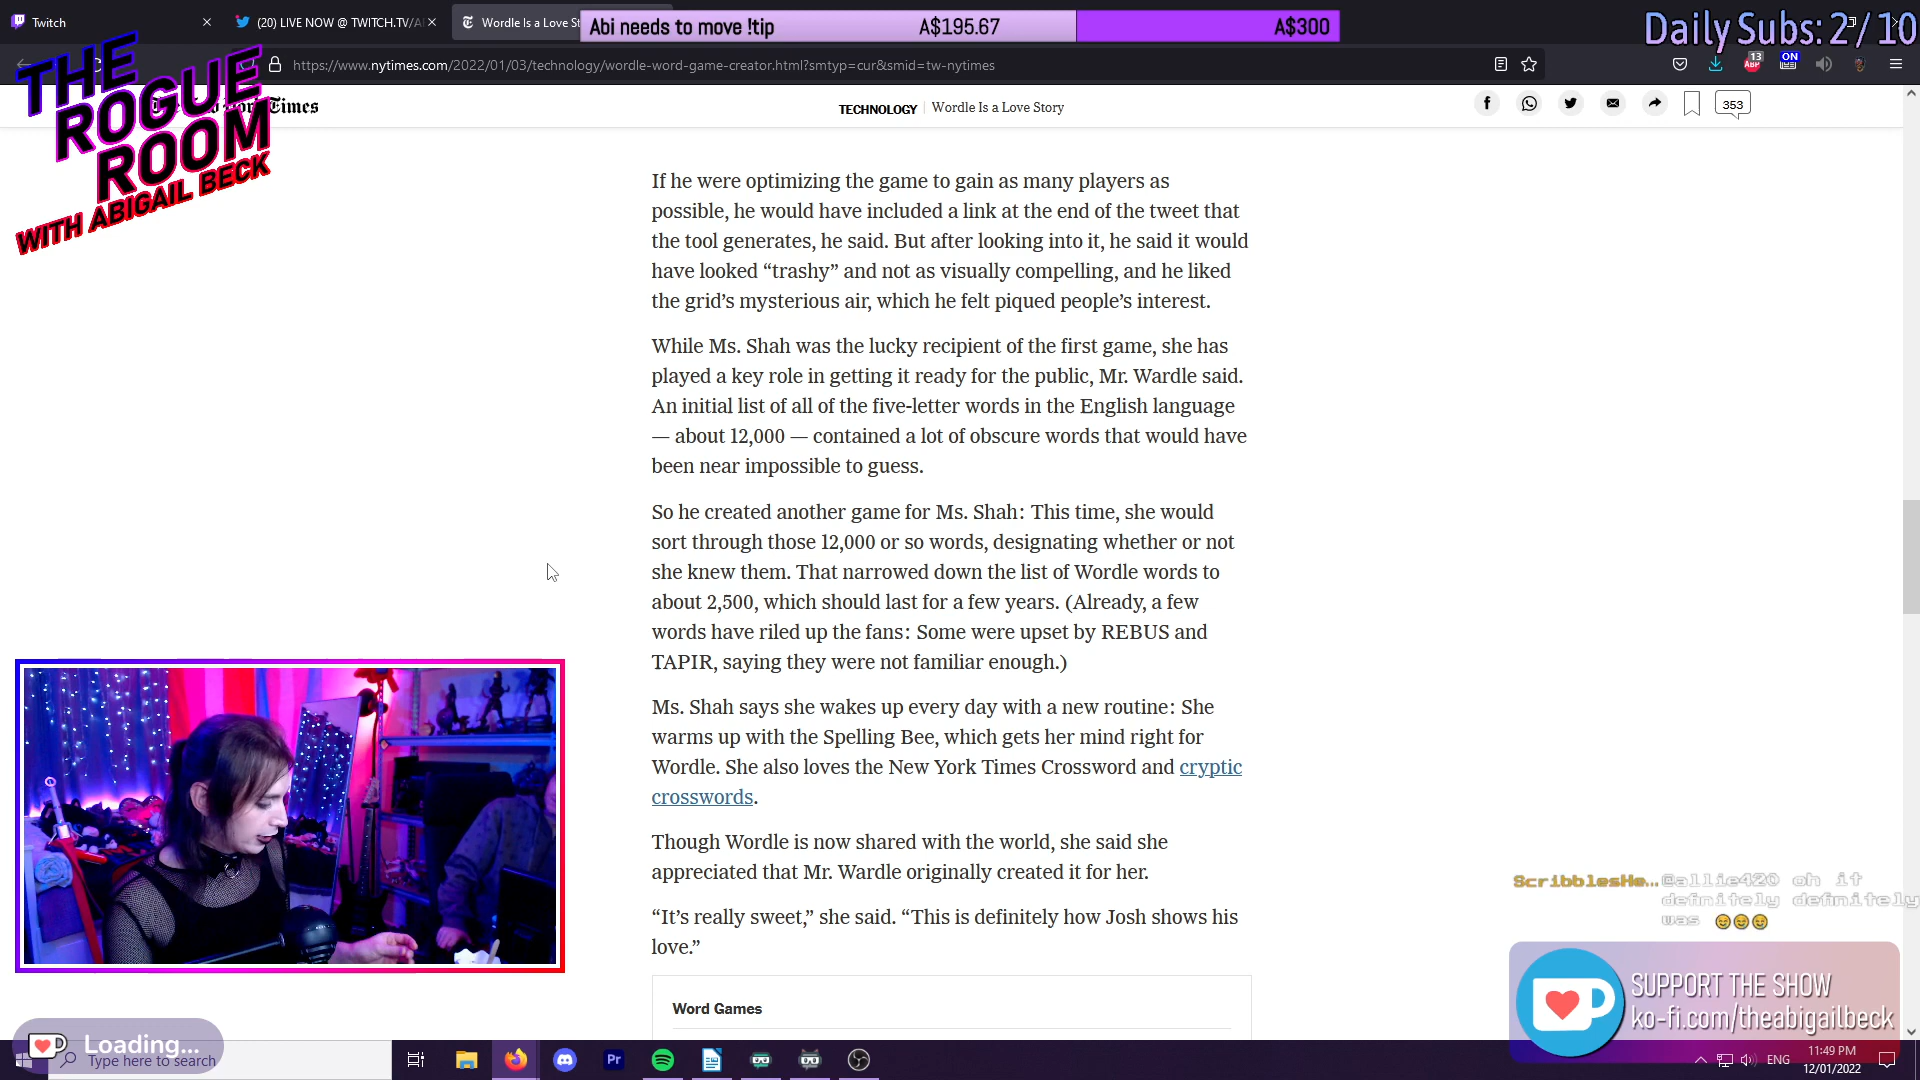 Twitch
(20) LIVE NOW @ TWITCH.TV/A
Wordle Is a Love St
Abi needs to move !tip
A$195.67
A$300
Daily Subs: 2/ 10
https://www.nytimes.com/2022/01/03/technology/wordle-word-game-creator.html?smtyp=cur&smid=tw-nytimes
13
ON
THE
ROGUE
ROOM
WITH ABIGAIL BECK
Times
TECHNOLOGY
Wordle Is a Love Story
353
If he were optimizing the game to gain as many players as
possible, he would have included a link at the end of the tweet that
the tool generates, he said. But after looking into it, he said it would
have looked “trashy” and not as visually compelling, and he liked
the grid’s mysterious air, which he felt piqued people’s interest.
While Ms. Shah was the lucky recipient of the first game, she has
played a key role in getting it ready for the public, Mr. Wardle said.
An initial list of all of the five-letter words in the English language
— about 12,000 — contained a lot of obscure words that would have
been near impossible to guess.
So he created another game for Ms. Shah: This time, she would
sort through those 12,000 or so words, designating whether or not
she knew them. That narrowed down the list of Wordle words to
about 2,500, which should last for a few years. (Already, a few
words have riled up the fans: Some were upset by REBUS and
TAPIR, saying they were not familiar enough.)
Ms. Shah says she wakes up every day with a new routine: She
warms up with the Spelling Bee, which gets her mind right for
Wordle. She also loves the New York Times Crossword and cryptic
crosswords.
Though Wordle is now shared with the world, she said she
appreciated that Mr. Wardle originally created it for her.
“It’s really sweet,” she said. “This is definitely how Josh shows his
love.”
Word Games
ScribblesHe... @allie420 oh it
definitely definitely
was
SUPPORT THE SHOW
ko-fi.com/theabigailbeck
Loading...
Type here to search
Pr
ENG
11:49 PM
12/01/2022